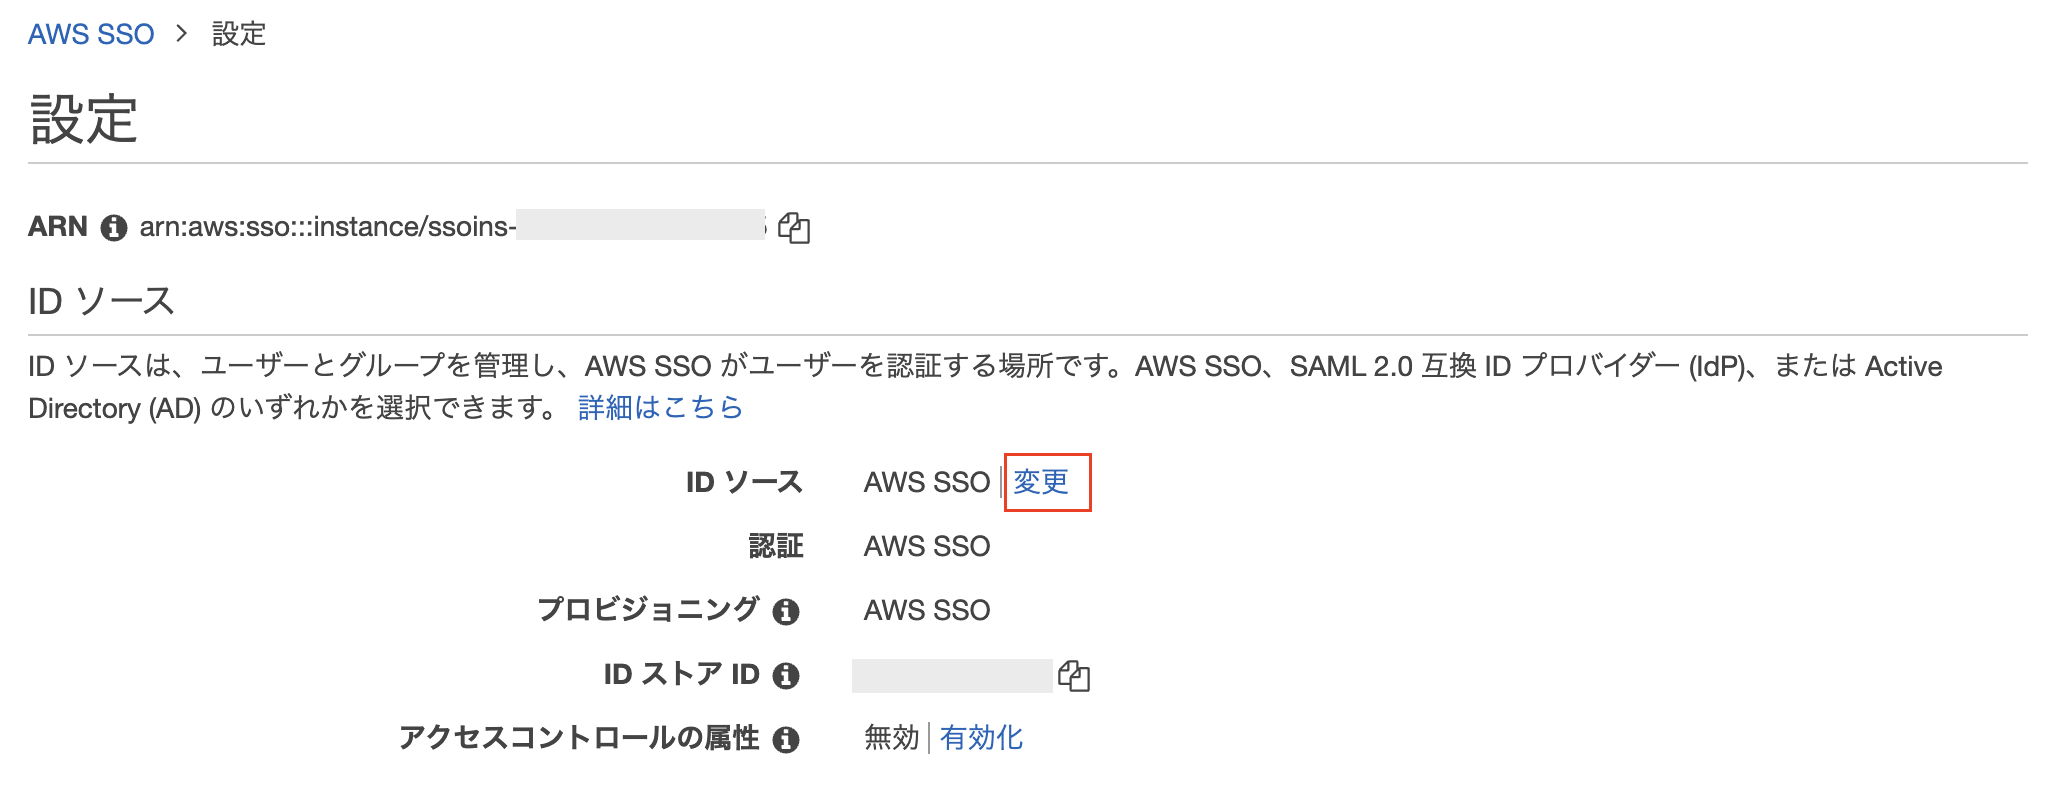 AWS SSO > 設定
設定
ARN arn:aws:sso:::instance/ssoins-
ID ソース
ID ソースは、ユーザーとグループを管理し、AWS SSO がユーザーを認証する場所です。AWS SSO、SAML 2.0 互換 ID プロバイダー (IdP)、または Active
Directory (AD) のいずれかを選択できます。 詳細はこちら
ID ソース AWS SSO | 変更
認証 AWS SSO
プロビジョニング AWS SSO
ID ストア ID
アクセスコントロールの属性 無効 | 有効化